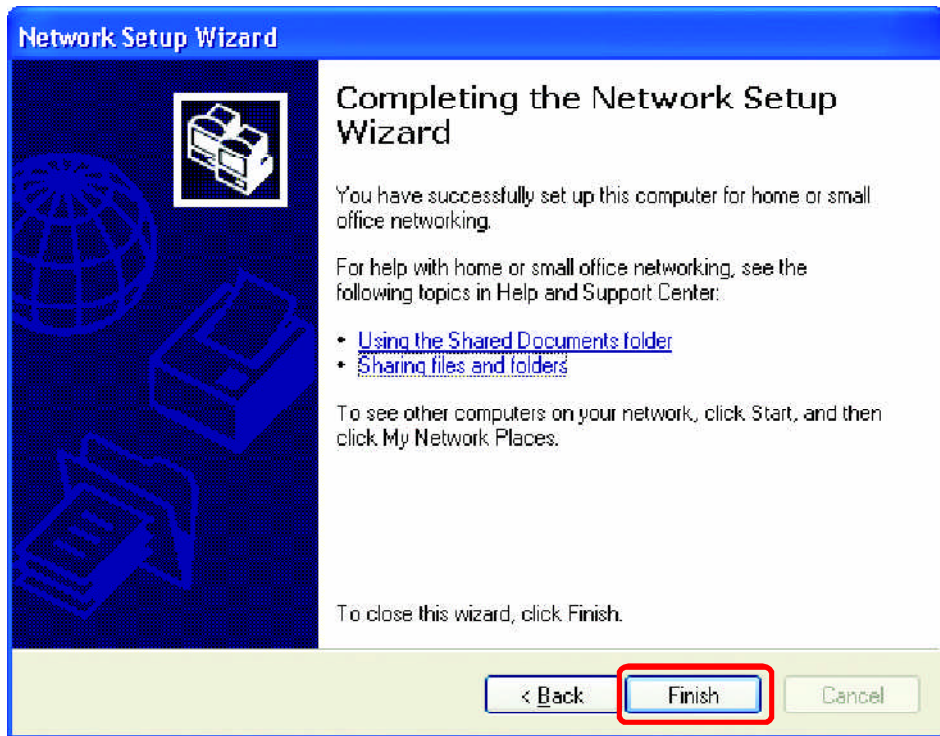 Network Setup Wizard
Completing the Network Setup
Wizard
You have successfully set up this computer for home or small
office networking.
For help with home or small office networking, see the
following topics in Help and Support Center:
• Using the Shared Documents folder
• Sharing files and folders
To see other computers on your network, click Start, and then
click My Network Places.
To close this wizard, click Finish.
< Back Finish Cancel